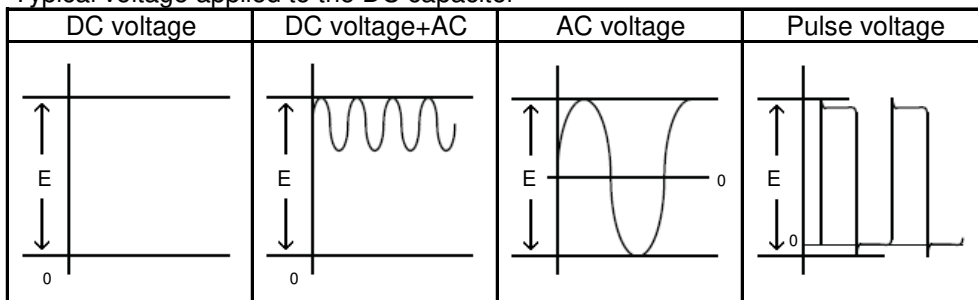 Typical voltage applied to the DC capacitor
DC voltage DC voltage+AC AC voltage Pulse voltage
E E E 0 E
0
0 0